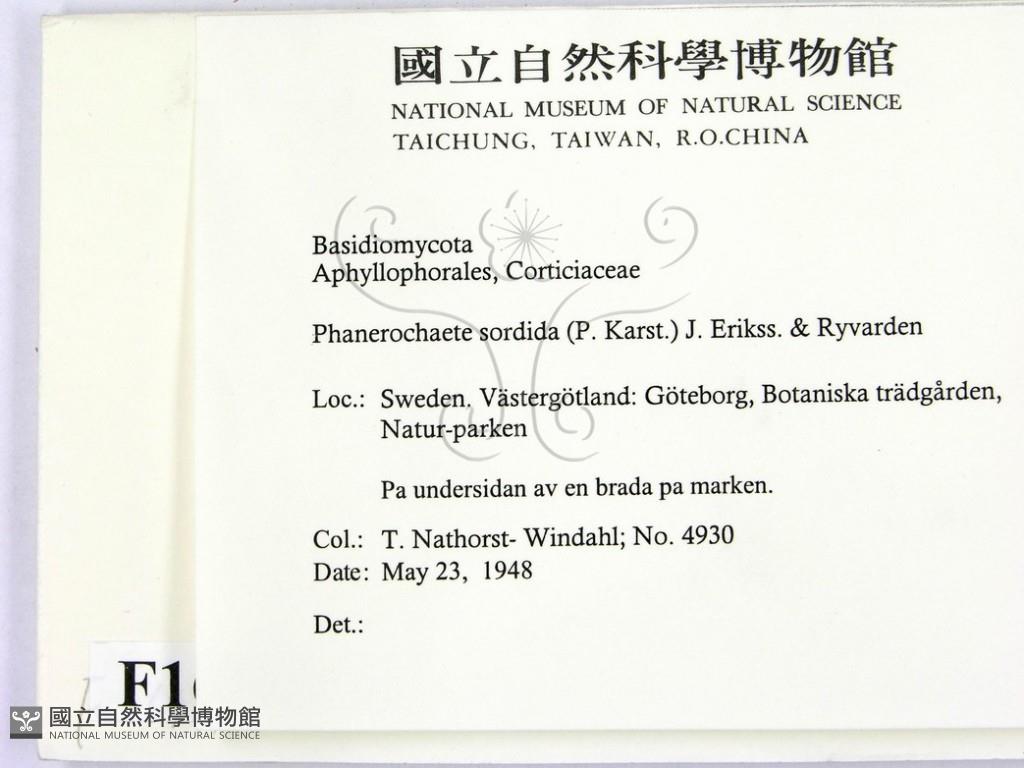 國立自然科學博物館
NATIONAL MUSEUM OF NATURAL SCIENCE
TAICHUNG, TAIWAN, R.O.CHINA
Basidiomycota
Aphyllophorales, Corticiaceae
Phanerochaete sordida (P. Karst.) J. Erikss. & Ryvarden
Loc.: Sweden. Västergötland: Göteborg, Botaniska trädgården,
Natur-parken
Pa undersidan av en brada pa marken.
Col.: T. Nathorst- Windahl; No. 4930
Date: May 23, 1948
Det.:
國立自然科學博物館
NATIONAL MUSEUM OF NATURAL SCIENCE